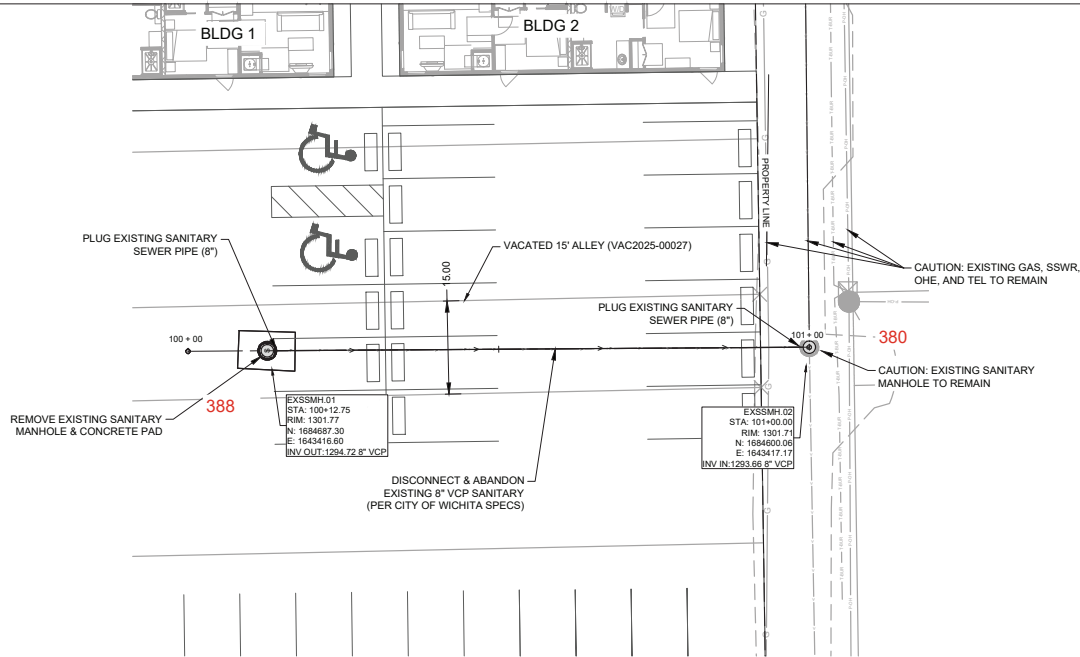 BLDG 1
BLDG 2
W/D
G
PROPERTY LINE
PLUG EXISTING SANITARY
SEWER PIPE (8")
VACATED 15' ALLEY (VAC2025-00027)
15.00
CAUTION: EXISTING GAS, SSWR,
OHE, AND TEL TO REMAIN
PLUG EXISTING SANITARY
SEWER PIPE (8")
100 + 00
101 + 00
380
CAUTION: EXISTING SANITARY
MANHOLE TO REMAIN
388
REMOVE EXISTING SANITARY
MANHOLE & CONCRETE PAD
EXSSMH.01
STA: 100+12.75
RIM: 1301.77
N: 1684687.30
E: 1643416.60
INV OUT:1294.72 8" VCP
EXSSMH.02
STA: 101+00.00
RIM: 1301.71
N: 1684600.06
E: 1643417.17
INV IN:1293.66 8" VCP
DISCONNECT & ABANDON
EXISTING 8" VCP SANITARY
(PER CITY OF WICHITA SPECS)
G
G
G